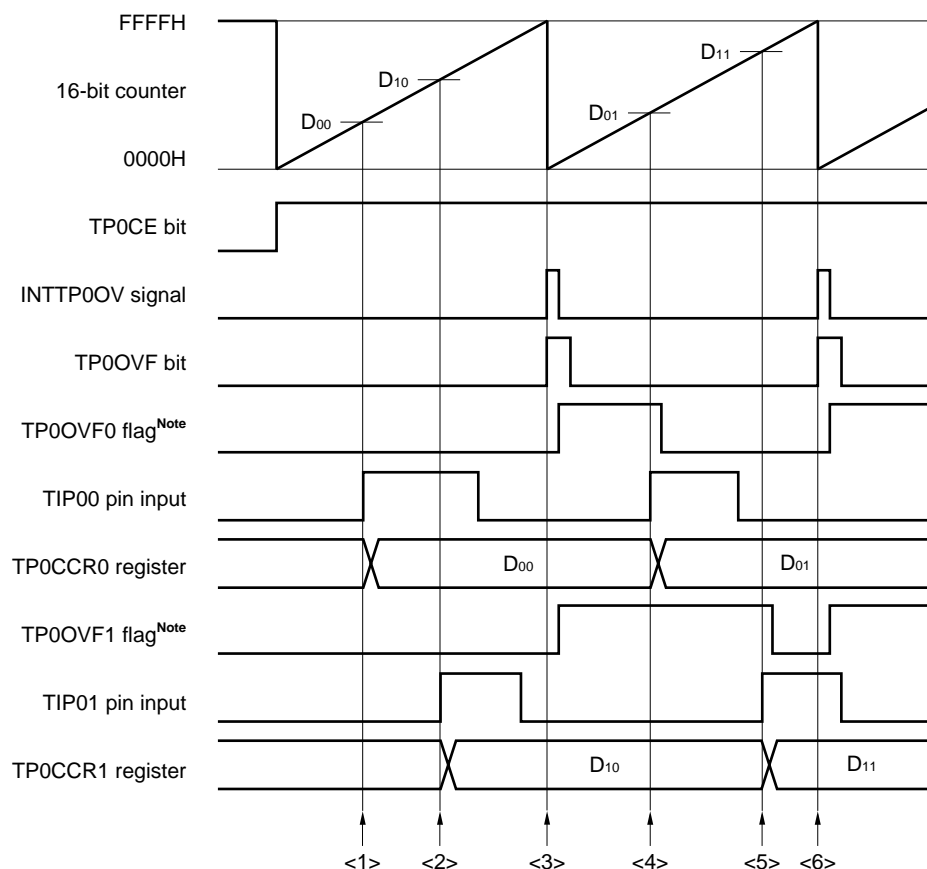 FFFFH
D11
D10
16-bit counter
D01
D00
0000H
TP0CE bit
INTTP0OV signal
TP0OVF bit
TP0OVF0 flagNote
TIP00 pin input
TP0CCR0 register
D00
D01
TP0OVF1 flagNote
TIP01 pin input
TP0CCR1 register
D10
D11
<1>
<2>
<3>
<4>
<5>
<6>